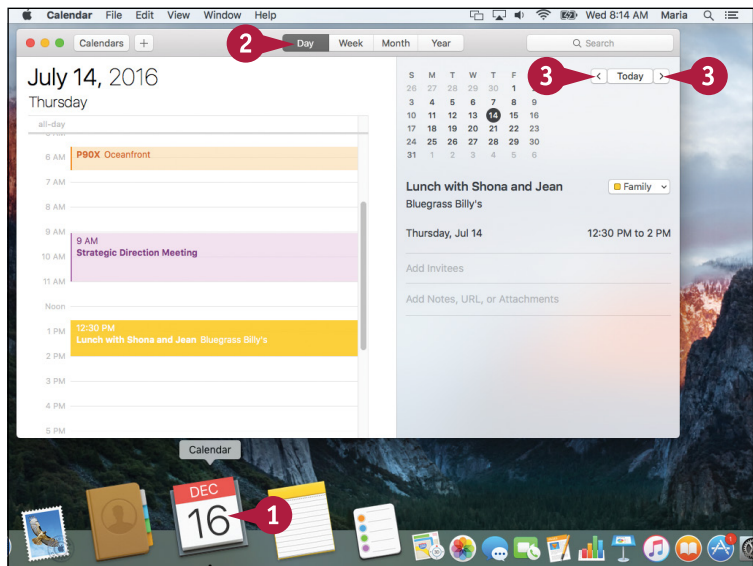 Calendar File Edit View Window Help Wed 8:14 AM Maria
Calendars + 2 Day Week Month Year Search
July 14, 2016
Thursday
all-day
6 AM P90X Oceanfront
7 AM
8 AM
9 AM
9 AM
Strategic Direction Meeting
10 AM
11 AM
Noon
12:30 PM
1 PM
Lunch with Shona and Jean Bluegrass Billy's
2 PM
3 PM
4 PM
5 PM
3 < Today > 3
S M T W T F
26 27 28 29 30 1
3 4 5 6 7 8 9
10 11 12 13 14 15 16
17 18 19 20 21 22 23
24 25 26 27 28 29 30
31 1 2 3 4 5 6
Lunch with Shona and Jean Family
Bluegrass Billy's
Thursday, Jul 14 12:30 PM to 2 PM
Add Invitees
Add Notes, URL, or Attachments
Calendar
DEC
16 1
1